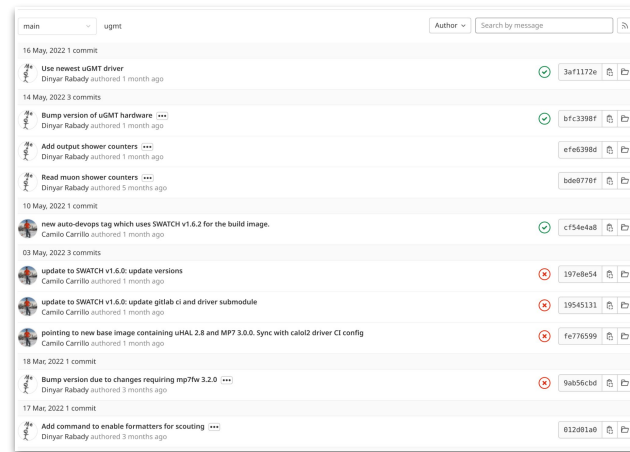 main ugmt Author Search by message
16 May, 2022 1 commit
Use newest uGMT driver
Dinyar Rabady authored 1 month ago
3af1172e
14 May, 2022 3 commits
Bump version of uGMT hardware
Dinyar Rabady authored 1 month ago
bfc3398f
Add output shower counters
Dinyar Rabady authored 1 month ago
efe6398d
Read muon shower counters
Dinyar Rabady authored 5 months ago
bde0770f
10 May, 2022 1 commit
new auto-devops tag which uses SWATCH v1.6.2 for the build image.
Camilo Carrillo authored 1 month ago
cf54e4a8
03 May, 2022 3 commits
update to SWATCH v1.6.0: update versions
Camilo Carrillo authored 1 month ago
197e8e54
update to SWATCH v1.6.0: update gitlab ci and driver submodule
Camilo Carrillo authored 1 month ago
19545131
pointing to new base image containing uHAL 2.8 and MP7 3.0.0. Sync with calol2 driver CI config
Camilo Carrillo authored 1 month ago
fe776599
18 Mar, 2022 1 commit
Bump version due to changes requiring mp7fw 3.2.0
Dinyar Rabady authored 3 months ago
9ab56cbd
17 Mar, 2022 1 commit
Add command to enable formatters for scouting
Dinyar Rabady authored 3 months ago
012d01a0